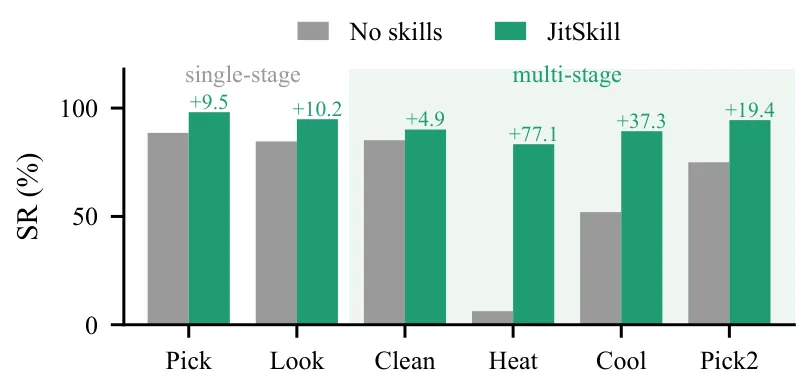 No skills JitSkill
single-stage multi-stage
+9.5 +10.2 +4.9 +77.1 +37.3 +19.4
SR (%)
100
50
0
Pick Look Clean Heat Cool Pick2